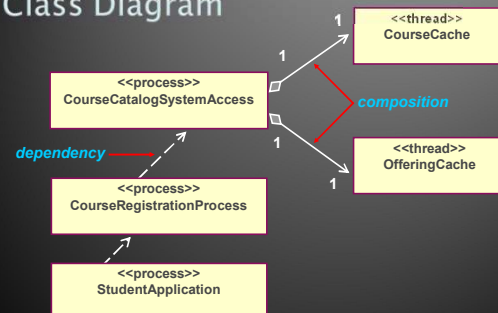 Class Diagram
1
<<thread>>
CourseCache
1
<<process>>
CourseCatalogSystemAccess
composition
1
dependency
<<thread>>
OfferingCache
1
<<process>>
CourseRegistrationProcess
<<process>>
StudentApplication